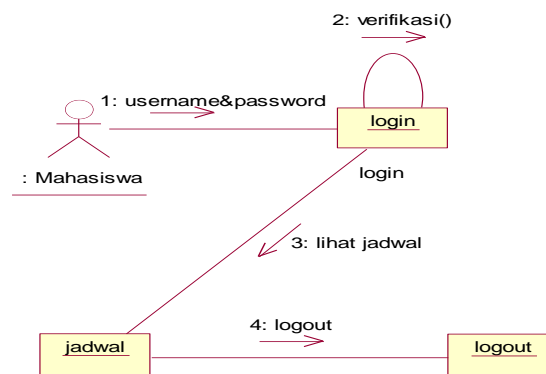 2: verifikasi()
1: username&password
login
: Mahasiswa
login
3: lihat jadwal
4: logout
jadwal
logout